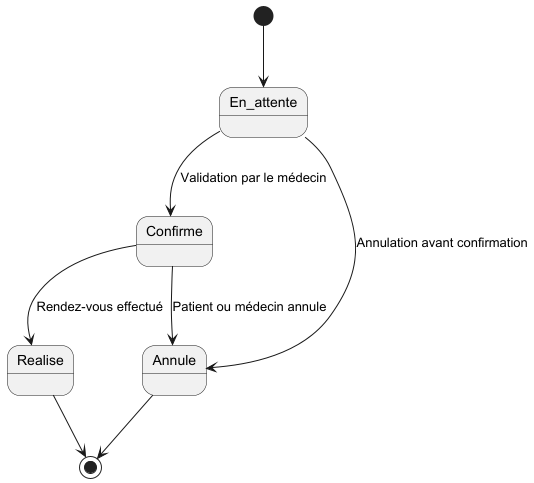 En_attente
Validation par le médecin
Confirme
Annulation avant confirmation
Rendez-vous effectué
Patient ou médecin annule
Realise
Annule